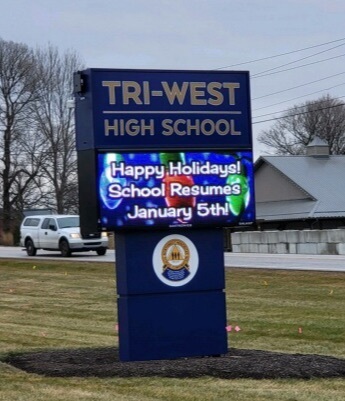 TRI-WEST
HIGH SCHOOL
Happy Holidays!
School Resumes
January 5th!